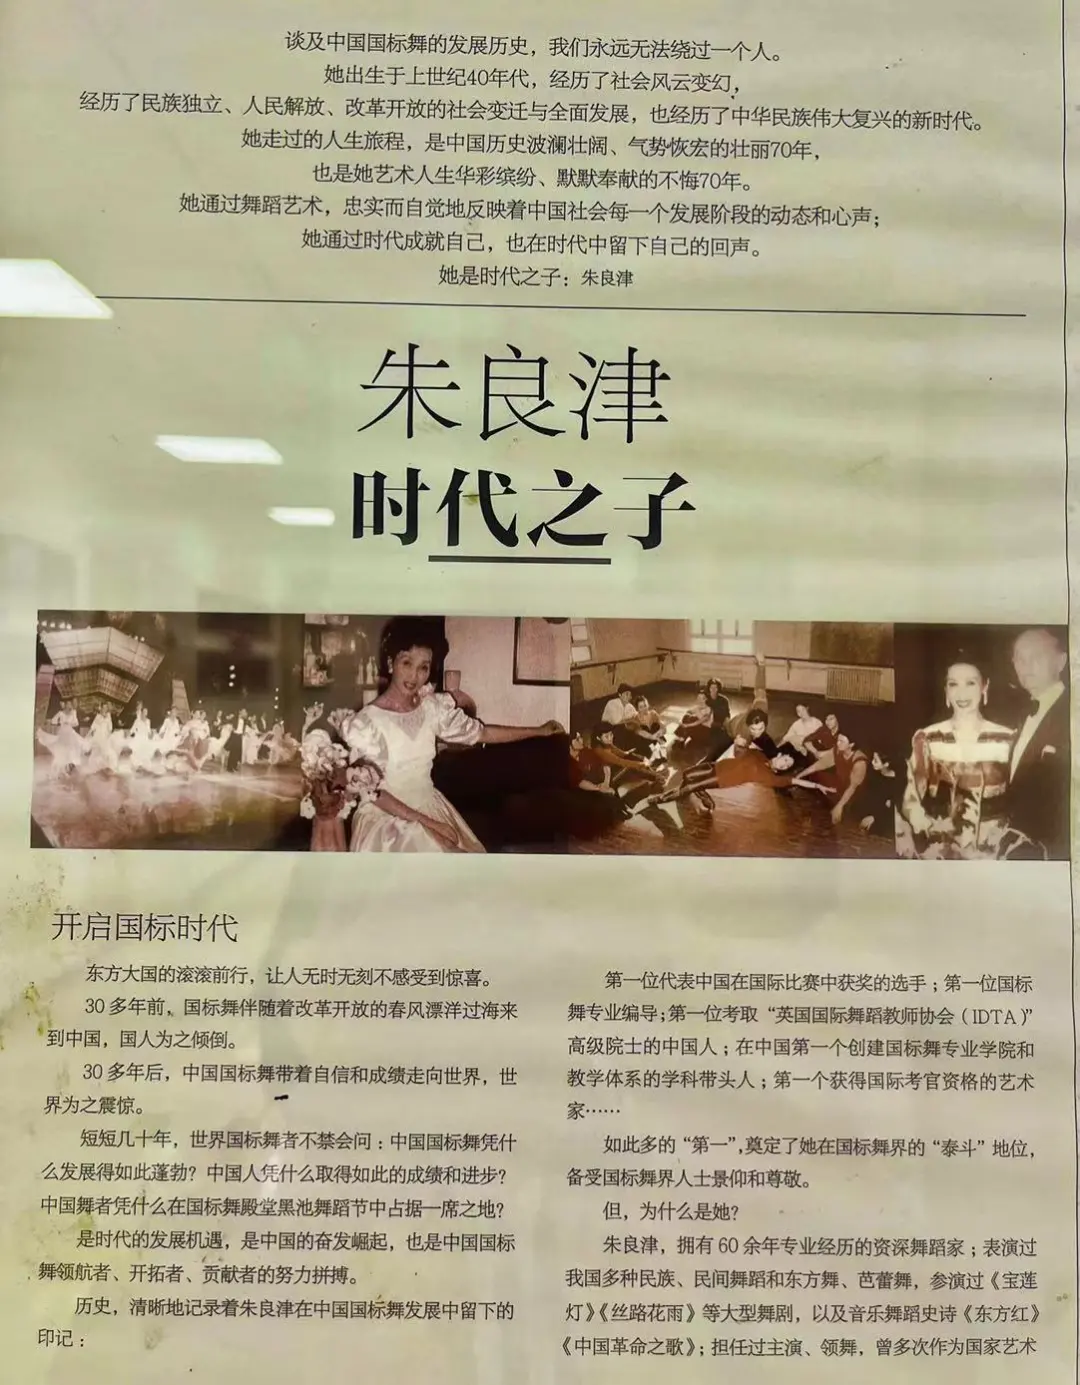 谈及中国国标舞的发展历史，我们永远无法绕过一个人。
她出生于上世纪40年代，经历了社会风云变幻，
经历了民族独立、人民解放、改革开放的社会变迁与全面发展，也经历了中华民族伟大复兴的新时代。
她走过的人生旅程，是中国历史波澜壮阔、气势恢宏的壮丽70年，
也是她艺术人生华彩缤纷、默默奉献的不悔70年。
她通过舞蹈艺术，忠实而自觉地反映着中国社会每一个发展阶段的动态和心声；
她通过时代成就自己，也在时代中留下自己的回声。
她是时代之子：朱良津
朱良津
时代之子
开启国标时代
东方大国的滚滚前行，让人无时无刻不感受到惊喜。
30多年前，国标舞伴随着改革开放的春风漂洋过海来
到中国，国人为之倾倒。
30多年后，中国国标舞带着自信和成绩走向世界，世
界为之震惊。
短短几十年，世界国标舞者不禁会问：中国国标舞凭什
么发展得如此蓬勃？中国人凭什么取得如此的成绩和进步？
中国舞者凭什么在国标舞殿堂黑池舞蹈节中占据一席之地？
是时代的发展机遇，是中国的奋发崛起，也是中国国标
舞领航者、开拓者、贡献者的努力拼搏。
历史，清晰地记录着朱良津在中国国标舞发展中留下的
印记：
第一位代表中国在国际比赛中获奖的选手；第一位国标
舞专业编导；第一位考取“英国国际舞蹈教师协会（IDTA）”
高级院士的中国人；在中国第一个创建国标舞专业学院和
教学体系的学科带头人；第一个获得国际考官资格的艺术
家……
如此多的“第一”，奠定了她在国标舞界的“泰斗”地位，
备受国标舞界人士景仰和尊敬。
但，为什么是她？
朱良津，拥有60余年专业经历的资深舞蹈家；表演过
我国多种民族、民间舞蹈和东方舞、芭蕾舞，参演过《宝莲
灯》《丝路花雨》等大型舞剧，以及音乐舞蹈史诗《东方红》
《中国革命之歌》；担任过主演、领舞，曾多次作为国家艺术